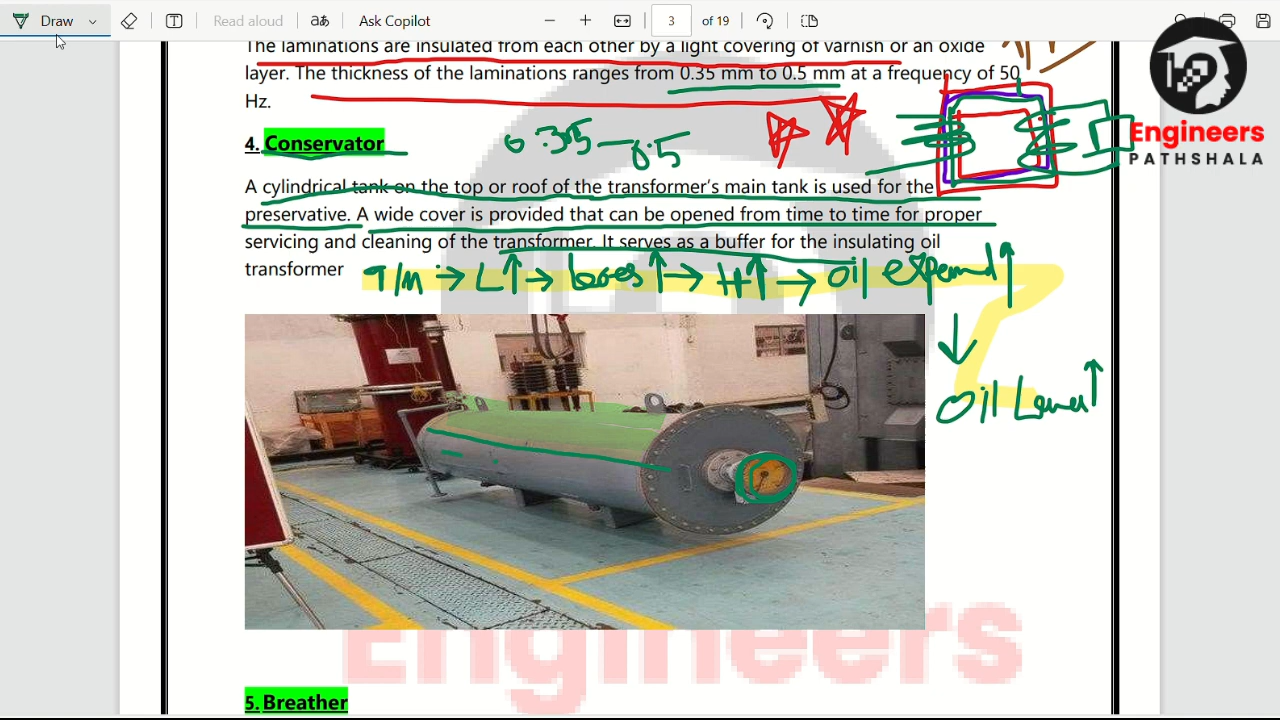 Draw Read aloud aあ Ask Copilot 3 of 19
The laminations are insulated from each other by a light covering of varnish or an oxide
layer. The thickness of the laminations ranges from 0.35 mm to 0.5 mm at a frequency of 50
Hz.
Engineers
PATHSHALA
4. Conservator
0.35 – 0.5
A cylindrical tank on the top or roof of the transformer's main tank is used for the
preservative. A wide cover is provided that can be opened from time to time for proper
servicing and cleaning of the transformer. It serves as a buffer for the insulating oil
transformer
T/M → L↑ → losses ↑ → H↑ → Oil expand↑
↓
Oil Level↑
Engineers
5. Breather